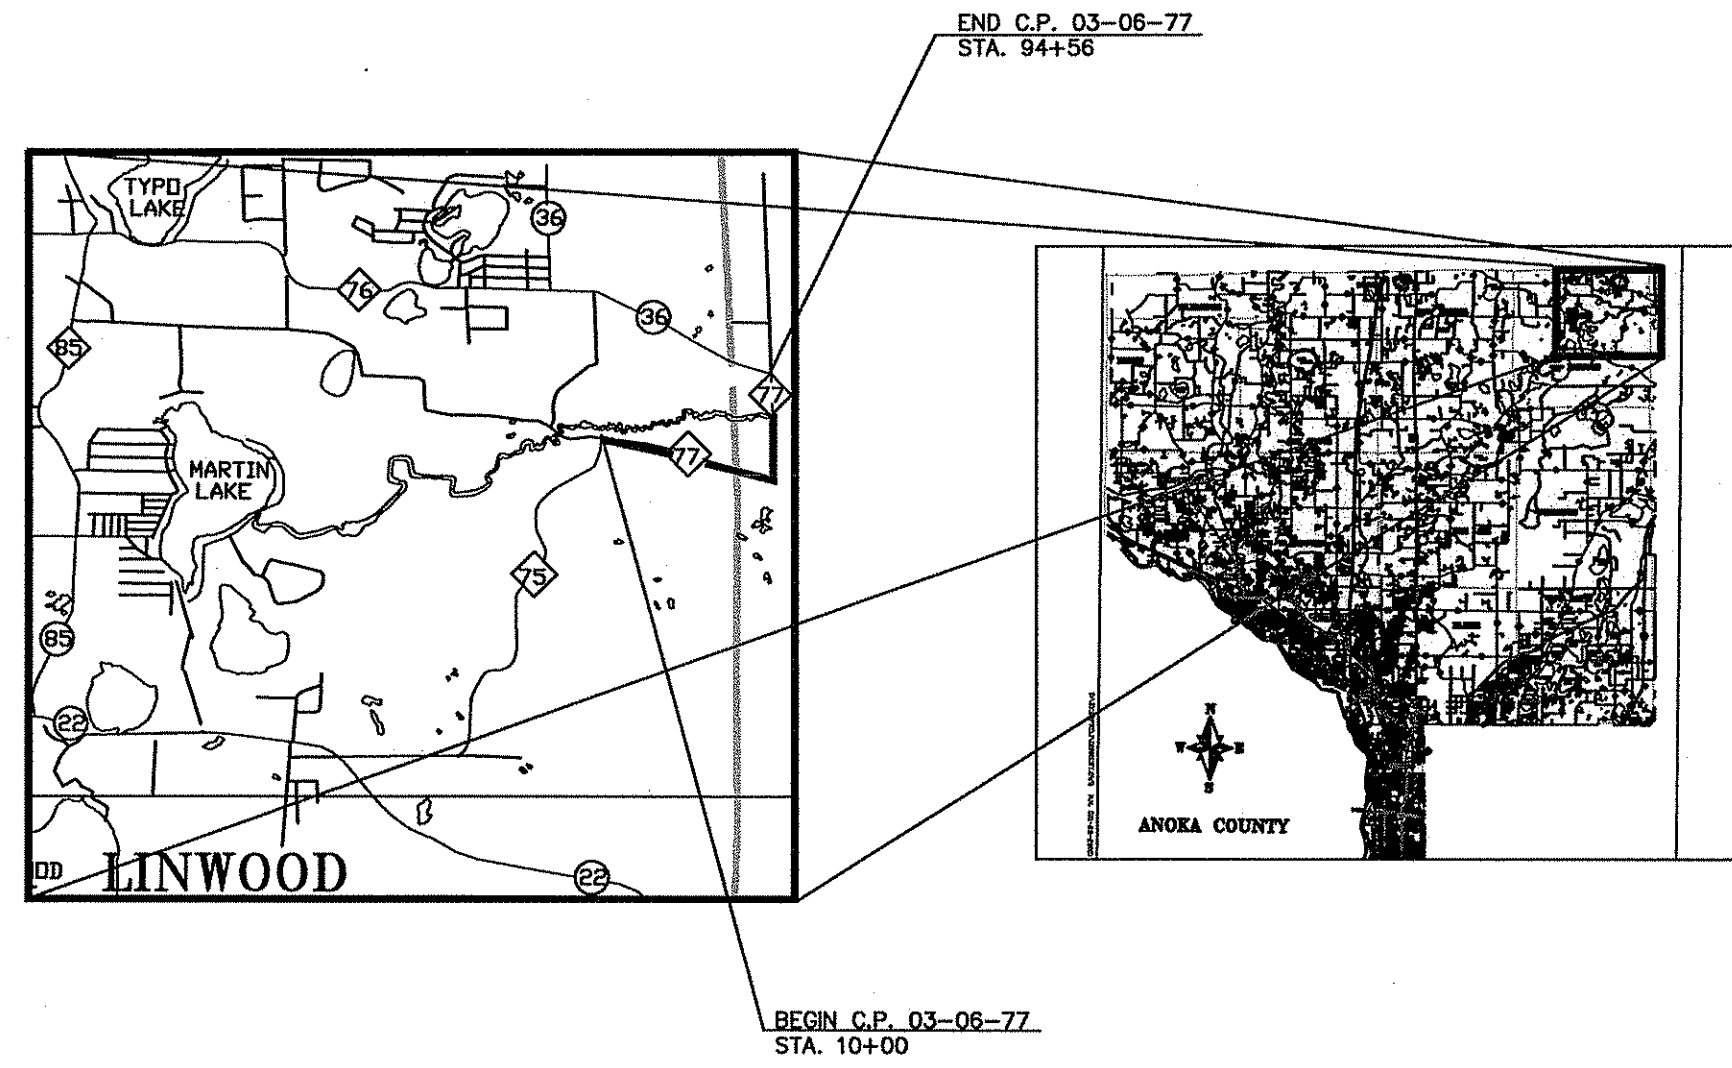 END C.P. 03-06-77
STA. 94+56
TYPO
LAKE
36
76
36
85
77
77
MARTIN
LAKE
75
85
22
DD
LINWOOD
22
N
W
E
S
ANOKA COUNTY
BEGIN C.P. 03-06-77
STA. 10+00